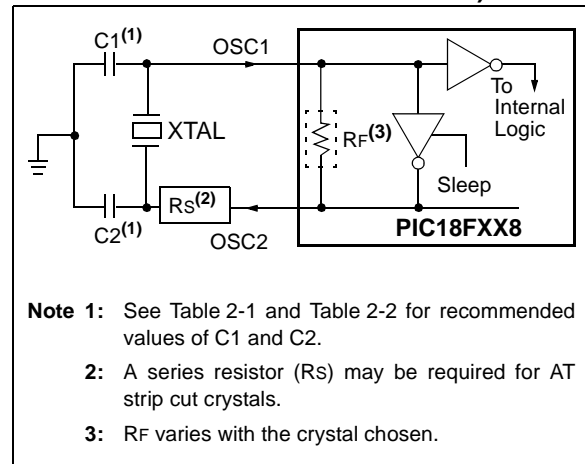 C1(1)
OSC1
To
Internal
Logic
XTAL
RF(3)
Sleep
C2(1)
RS(2)
OSC2
PIC18FXX8
Note 1: See Table 2-1 and Table 2-2 for recommended
values of C1 and C2.
2: A series resistor (RS) may be required for AT
strip cut crystals.
3: RF varies with the crystal chosen.